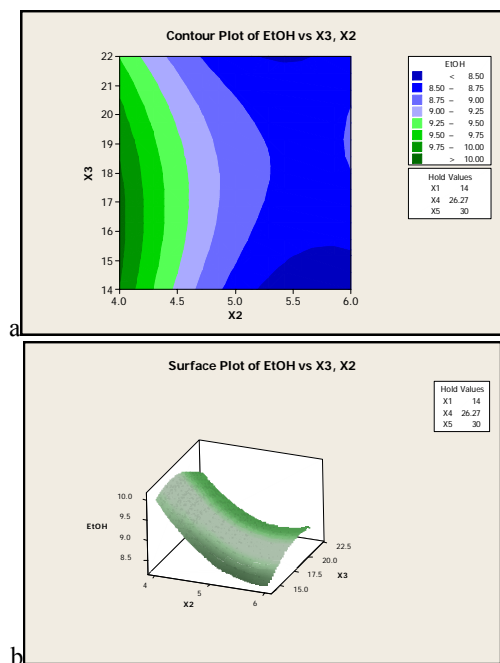 Contour Plot of EtOH vs X3, X2
22
21
20
19
18
17
16
15
14
X3
4.0 4.5 5.0 5.5 6.0
X2
EtOH
< 8.50
8.50 – 8.75
8.75 – 9.00
9.00 – 9.25
9.25 – 9.50
9.50 – 9.75
9.75 – 10.00
> 10.00
Hold Values
X1 14
X4 26.27
X5 30
a
Surface Plot of EtOH vs X3, X2
Hold Values
X1 14
X4 26.27
X5 30
10.0
9.5
EtOH
9.0
8.5
4
5
6
X2
22.5
20.0
17.5
15.0
X3
b